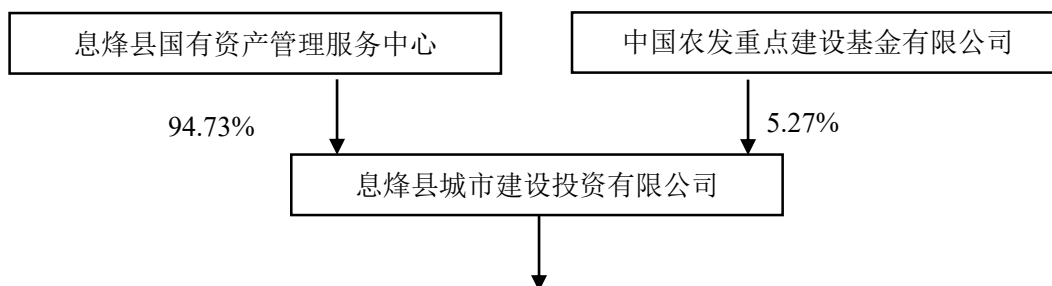 息烽县国有资产管理服务中心
中国农发重点建设基金有限公司
94.73%
5.27%
息烽县城市建设投资有限公司